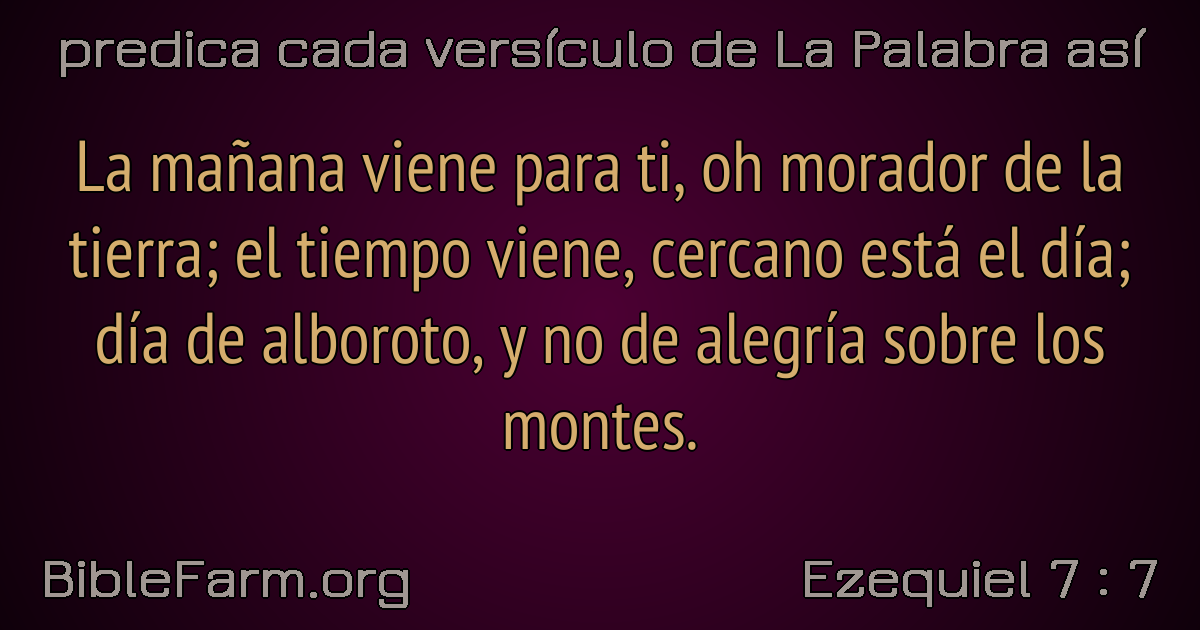 predica cada versículo de La Palabra así
La mañana viene para ti, oh morador de la
tierra; el tiempo viene, cercano está el día;
día de alboroto, y no de alegría sobre los
montes.
BibleFarm.org
Ezequiel 7 : 7